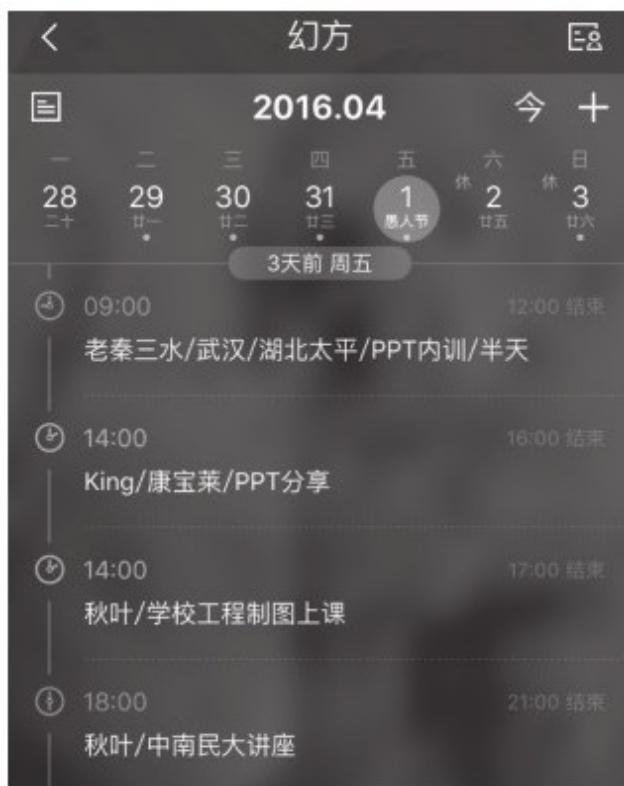 幻方
2016.04 今
一 二 三 四 五 六 日
28 29 30 31 1 休 2 休 3
二十 廿一 廿二 廿三 愚人节 廿五 廿六
3天前 周五
09:00 12:00 结束
老秦三水/武汉/湖北太平/PPT内训/半天
14:00 16:00 结束
King/康宝莱/PPT分享
14:00 17:00 结束
秋叶/学校工程制图上课
18:00 21:00 结束
秋叶/中南民大讲座